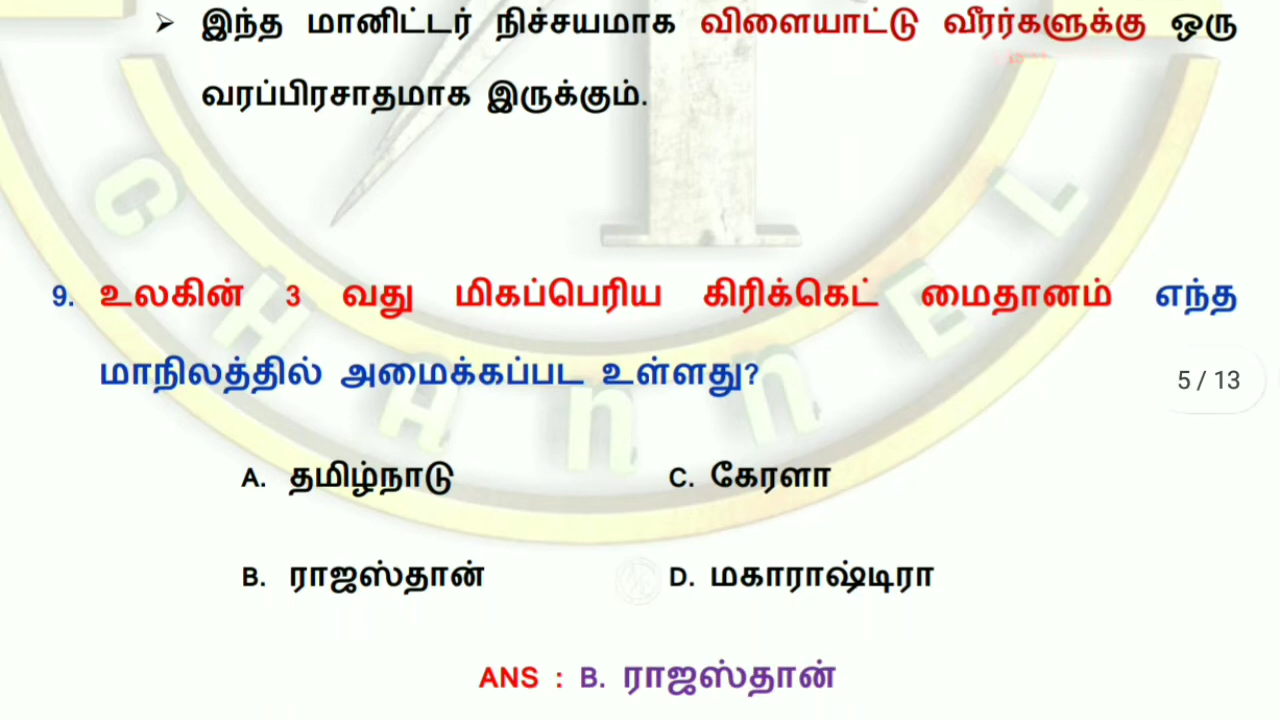 ➢ இந்த மானிட்டர் நிச்சயமாக விளையாட்டு வீரர்களுக்கு ஒரு
வரப்பிரசாதமாக இருக்கும்.
CHANNEL
9. உலகின் 3 வது மிகப்பெரிய கிரிக்கெட் மைதானம் எந்த
மாநிலத்தில் அமைக்கப்பட உள்ளது?
5 / 13
A. தமிழ்நாடு C. கேரளா
B. ராஜஸ்தான் D. மகாராஷ்டிரா
ANS : B. ராஜஸ்தான்